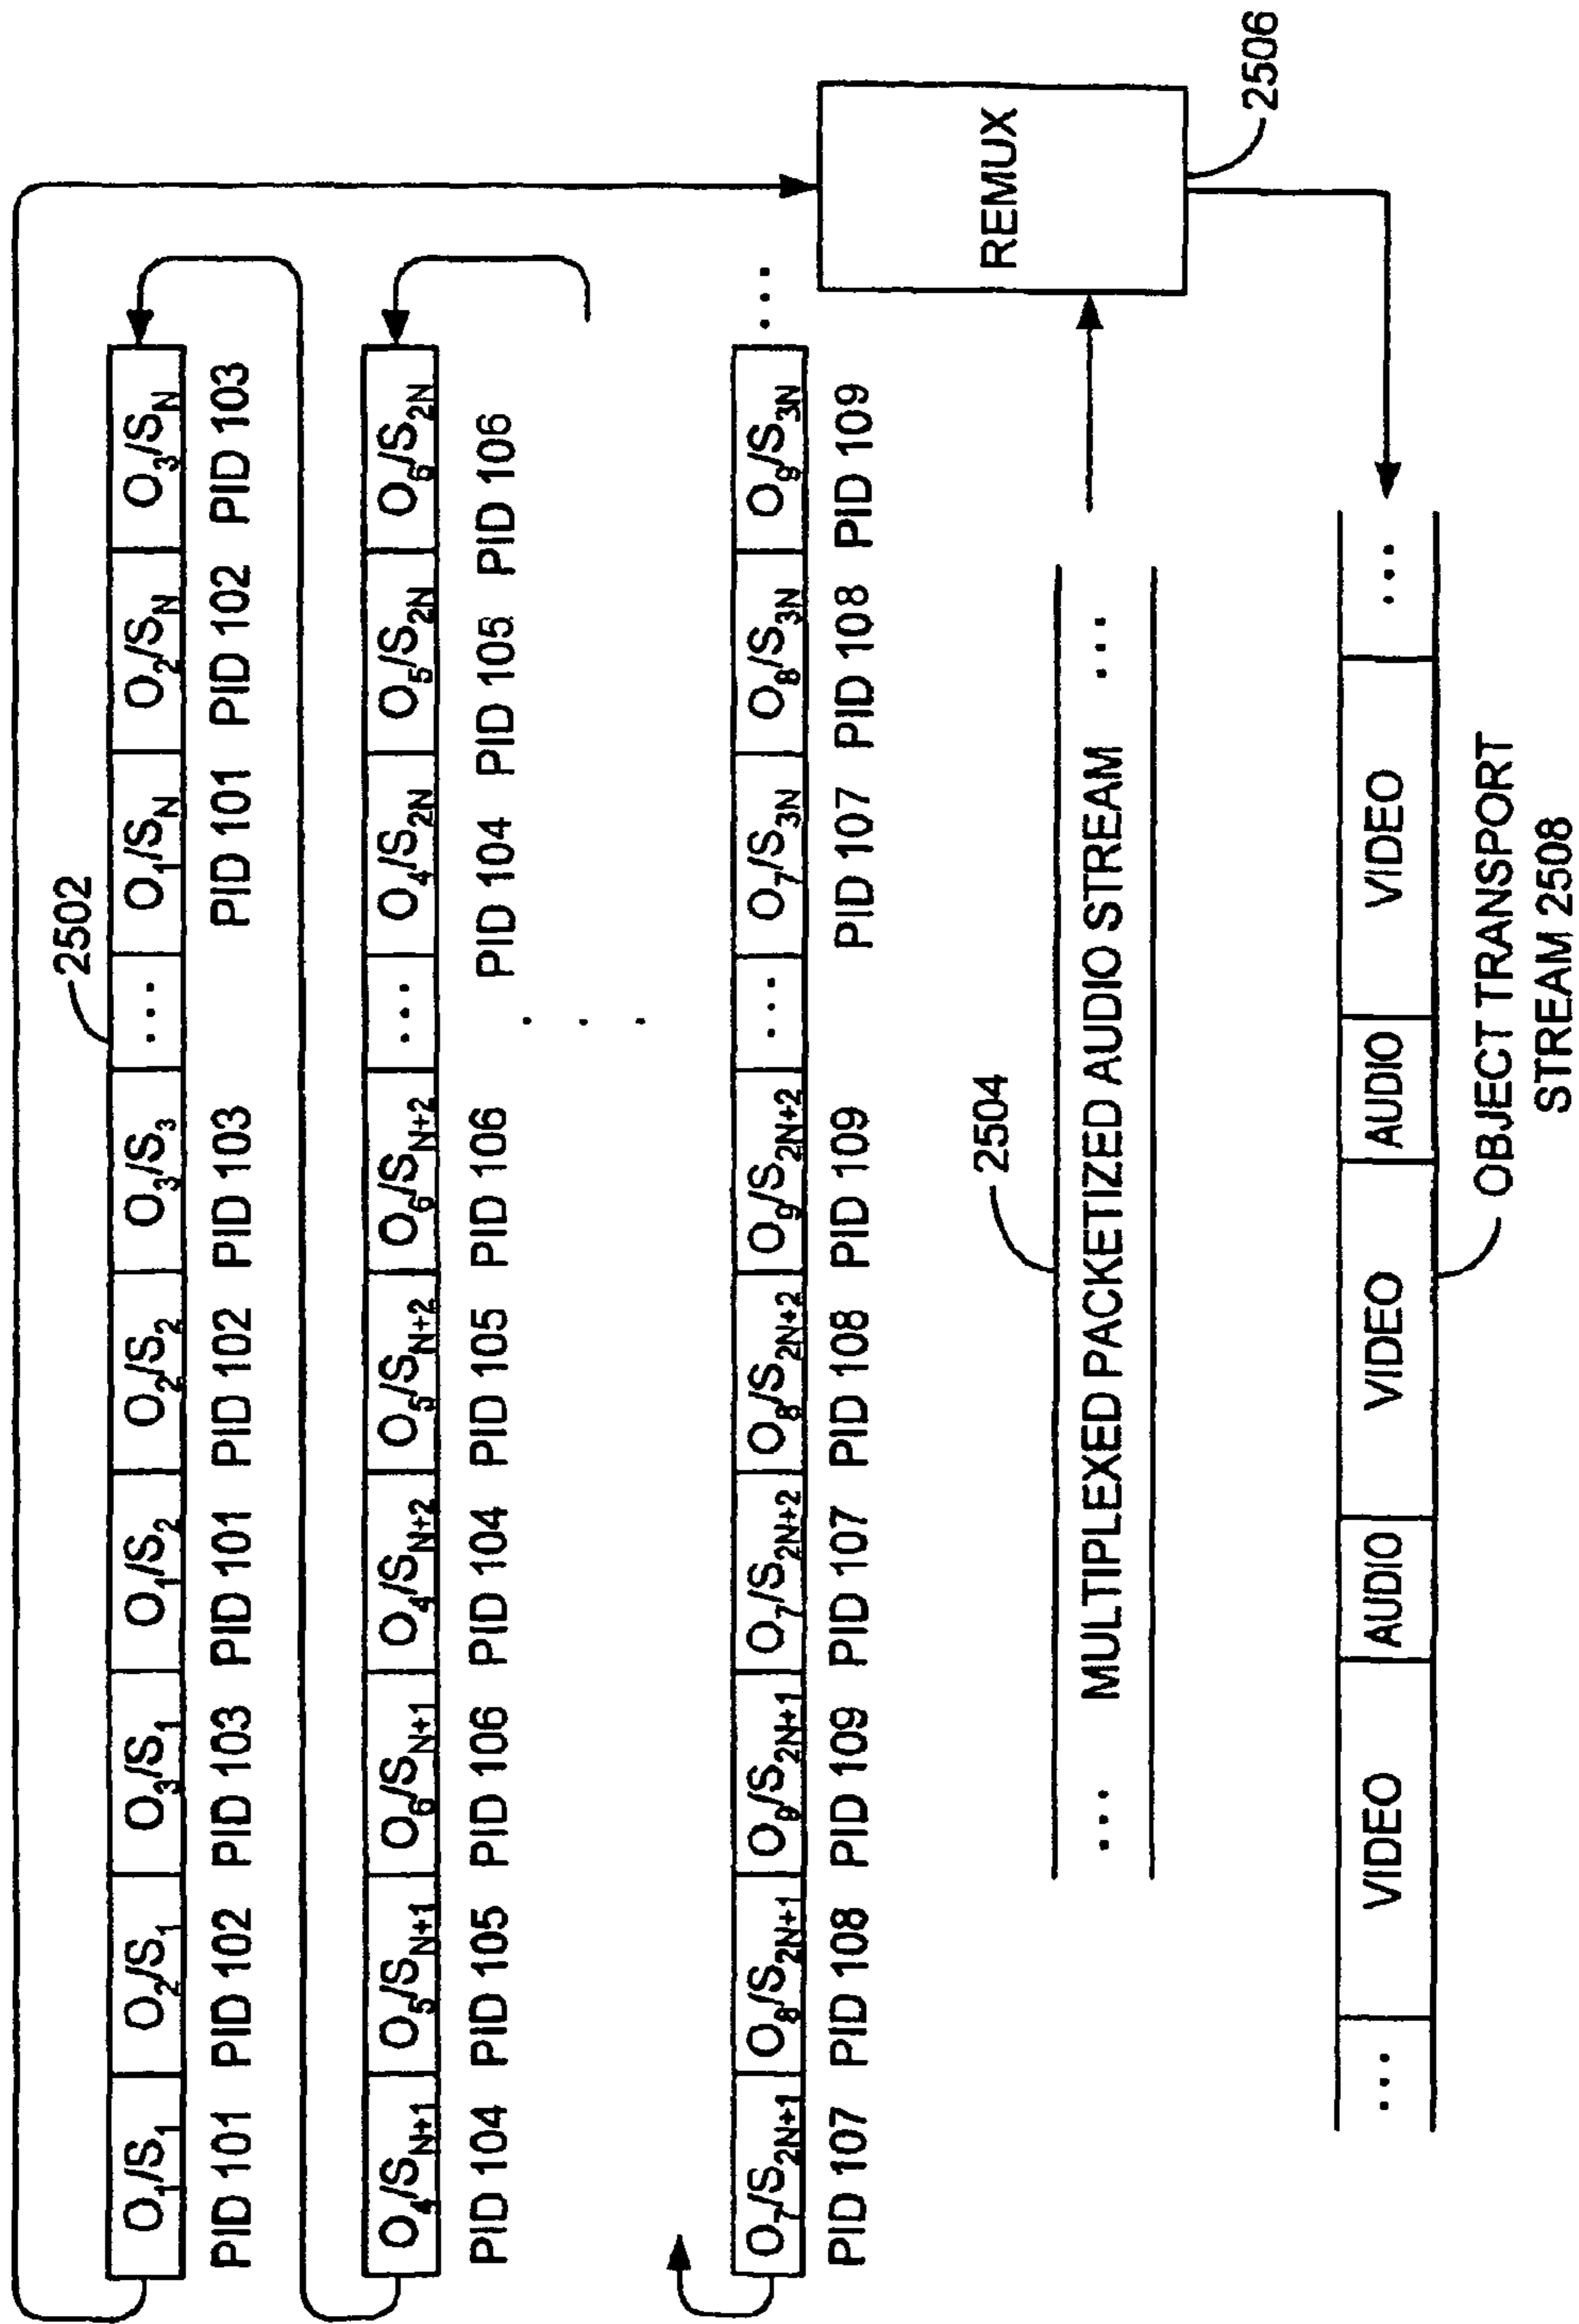 2502
O1/S1 O2/S1 O3/S1 O1/S2 O2/S2 O3/S3 ... O1/SN O2/SN O3/SN
PID 101 PID 102 PID 103 PID 101 PID 102 PID 103 PID 101 PID 102 PID 103
O4/SN+1 O5/SN+1 O6/SN+1 O4/SN+2 O5/SN+2 O6/SN+2 ... O4/S2N O5/S2N O6/S2N
PID 104 PID 105 PID 106 PID 104 PID 105 PID 106 PID 104 PID 105 PID 106
. . .
O7/S2N+1 O8/S2N+1 O9/S2N+1 O7/S2N+2 O8/S2N+2 O9/S2N+2 ... O7/S3N O8/S3N O9/S3N ...
PID 107 PID 108 PID 109 PID 107 PID 108 PID 109 PID 107 PID 108 PID 109
2504
... MULTIPLEXED PACKETIZED AUDIO STREAM ...
REMUX
2506
... VIDEO AUDIO VIDEO AUDIO VIDEO ...
OBJECT TRANSPORT
STREAM 2508